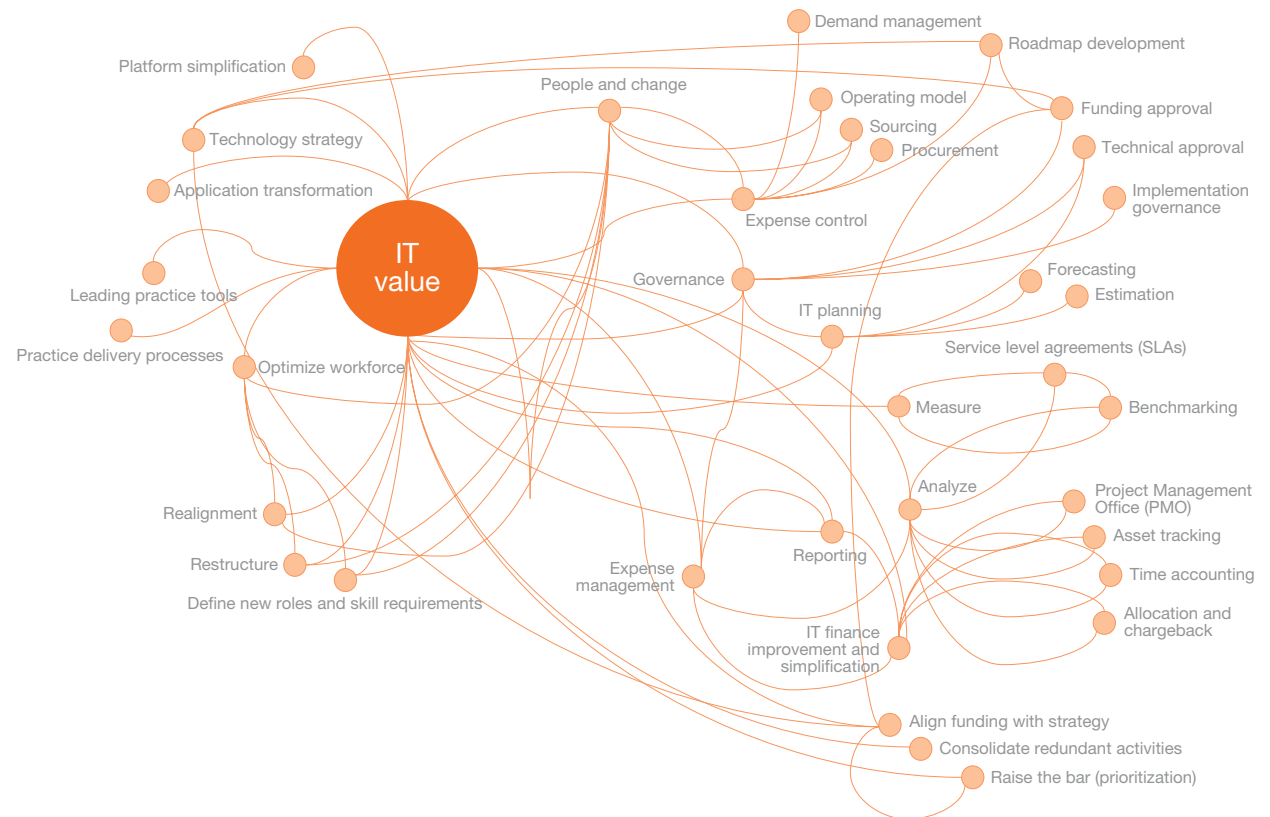 Demand management
Roadmap development
Platform simplification
People and change
Operating model
Funding approval
Sourcing
Technology strategy
Procurement
Technical approval
Application transformation
Implementation
governance
Expense control
IT
value
Governance
Forecasting
Leading practice tools
Estimation
IT planning
Practice delivery processes
Service level agreements (SLAs)
Optimize workforce
Measure
Benchmarking
Analyze
Project Management
Office (PMO)
Realignment
Asset tracking
Reporting
Restructure
Expense
management
Time accounting
Define new roles and skill requirements
Allocation and
chargeback
IT finance
improvement and
simplification
Align funding with strategy
Consolidate redundant activities
Raise the bar (prioritization)